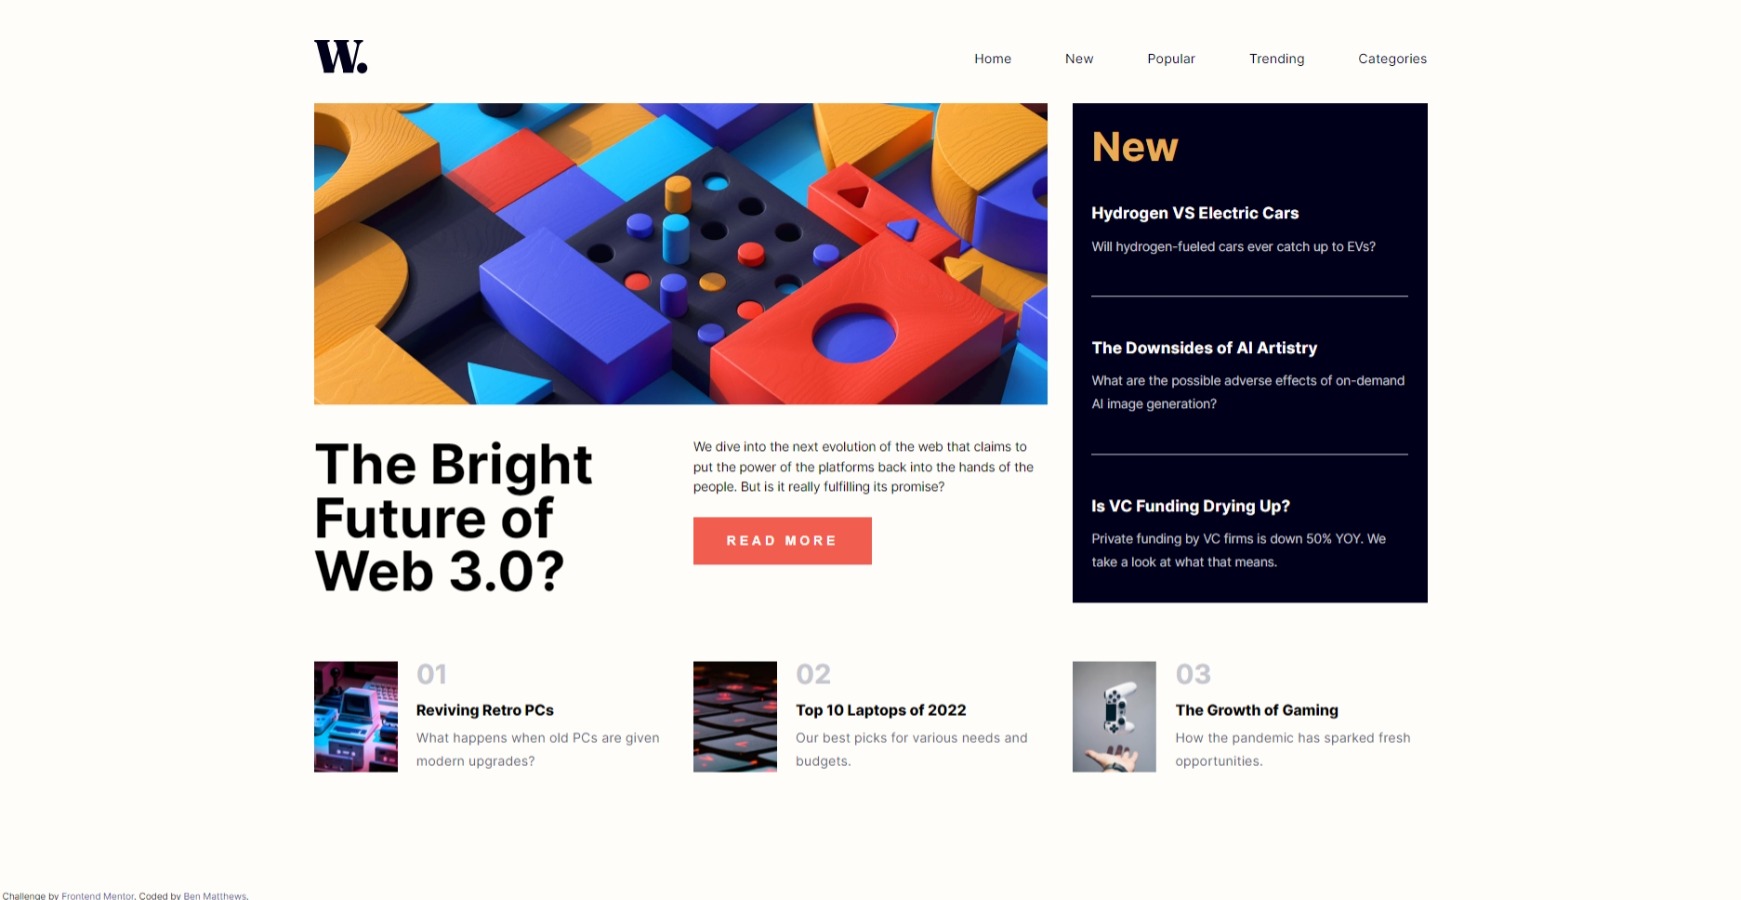 W.
Home New Popular Trending Categories
The Bright
Future of
Web 3.0?
We dive into the next evolution of the web that claims to
put the power of the platforms back into the hands of the
people. But is it really fulfilling its promise?
READ MORE
New
Hydrogen VS Electric Cars
Will hydrogen-fueled cars ever catch up to EVs?
The Downsides of AI Artistry
What are the possible adverse effects of on-demand
AI image generation?
Is VC Funding Drying Up?
Private funding by VC firms is down 50% YOY. We
take a look at what that means.
01
Reviving Retro PCs
What happens when old PCs are given
modern upgrades?
02
Top 10 Laptops of 2022
Our best picks for various needs and
budgets.
03
The Growth of Gaming
How the pandemic has sparked fresh
opportunities.
Challenge by Frontend Mentor. Coded by Ben Matthews.